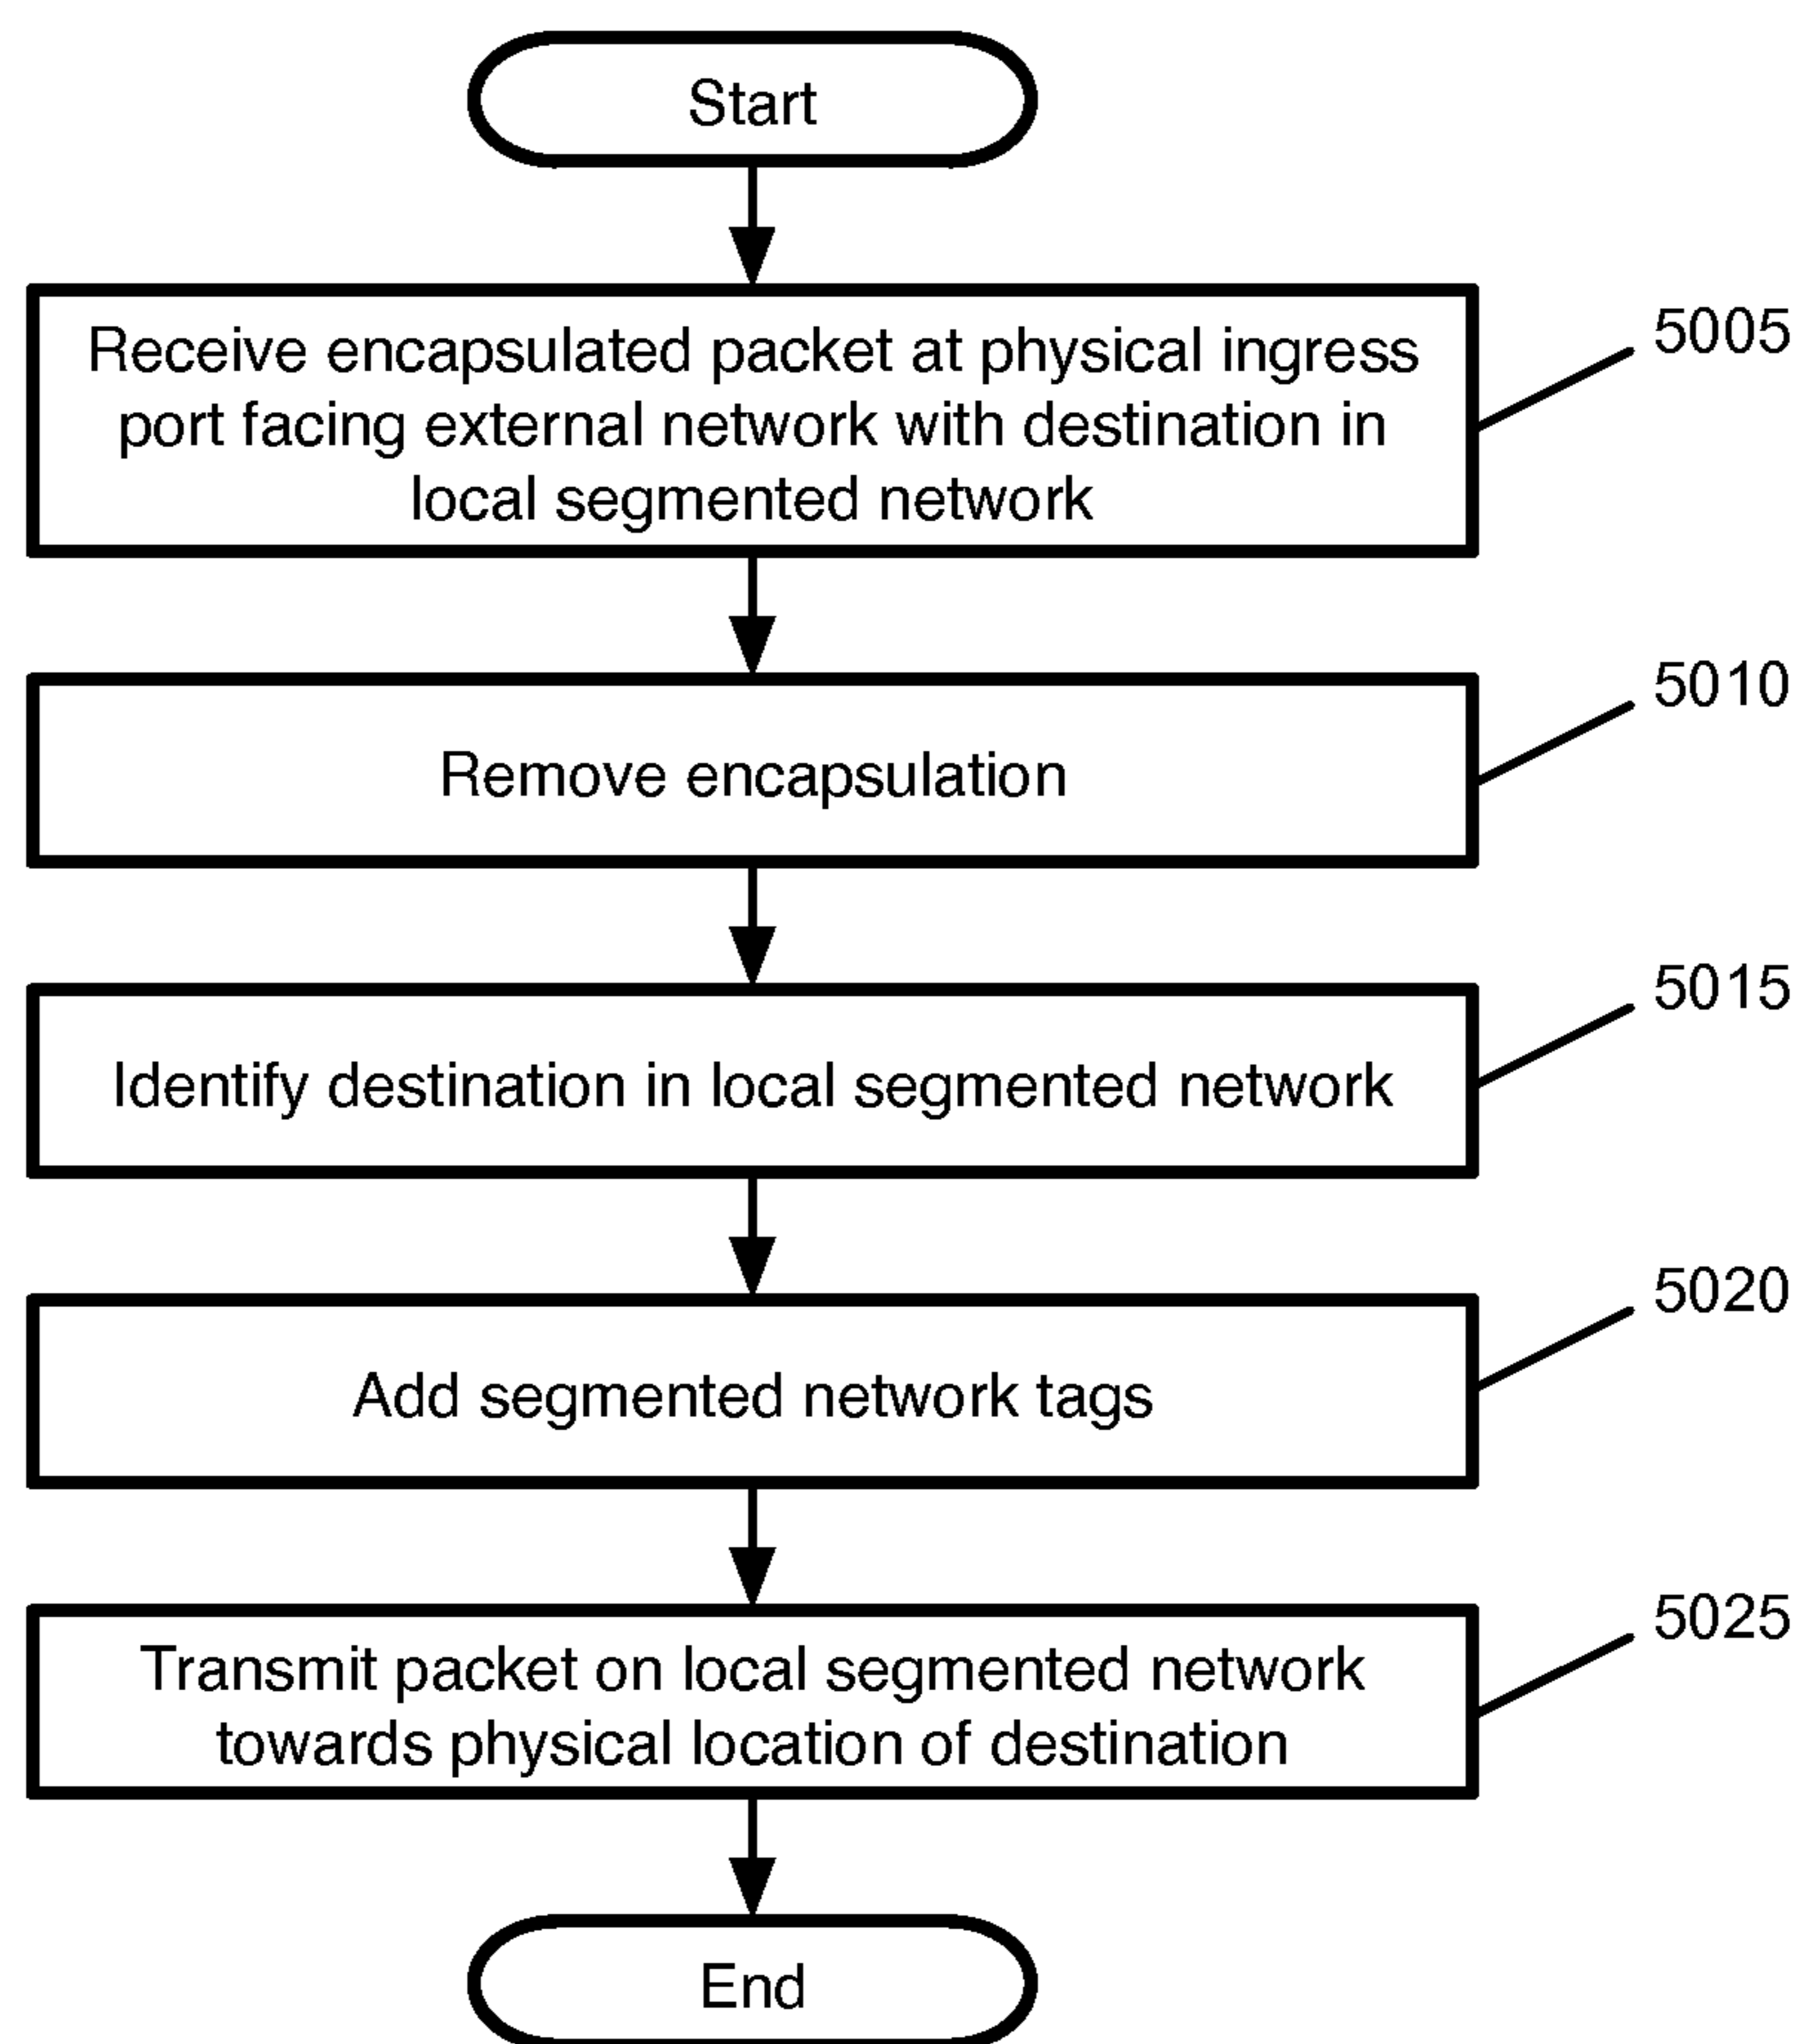 Start
Receive encapsulated packet at physical ingress
port facing external network with destination in
local segmented network
5005
Remove encapsulation
5010
Identify destination in local segmented network
5015
Add segmented network tags
5020
Transmit packet on local segmented network
towards physical location of destination
5025
End